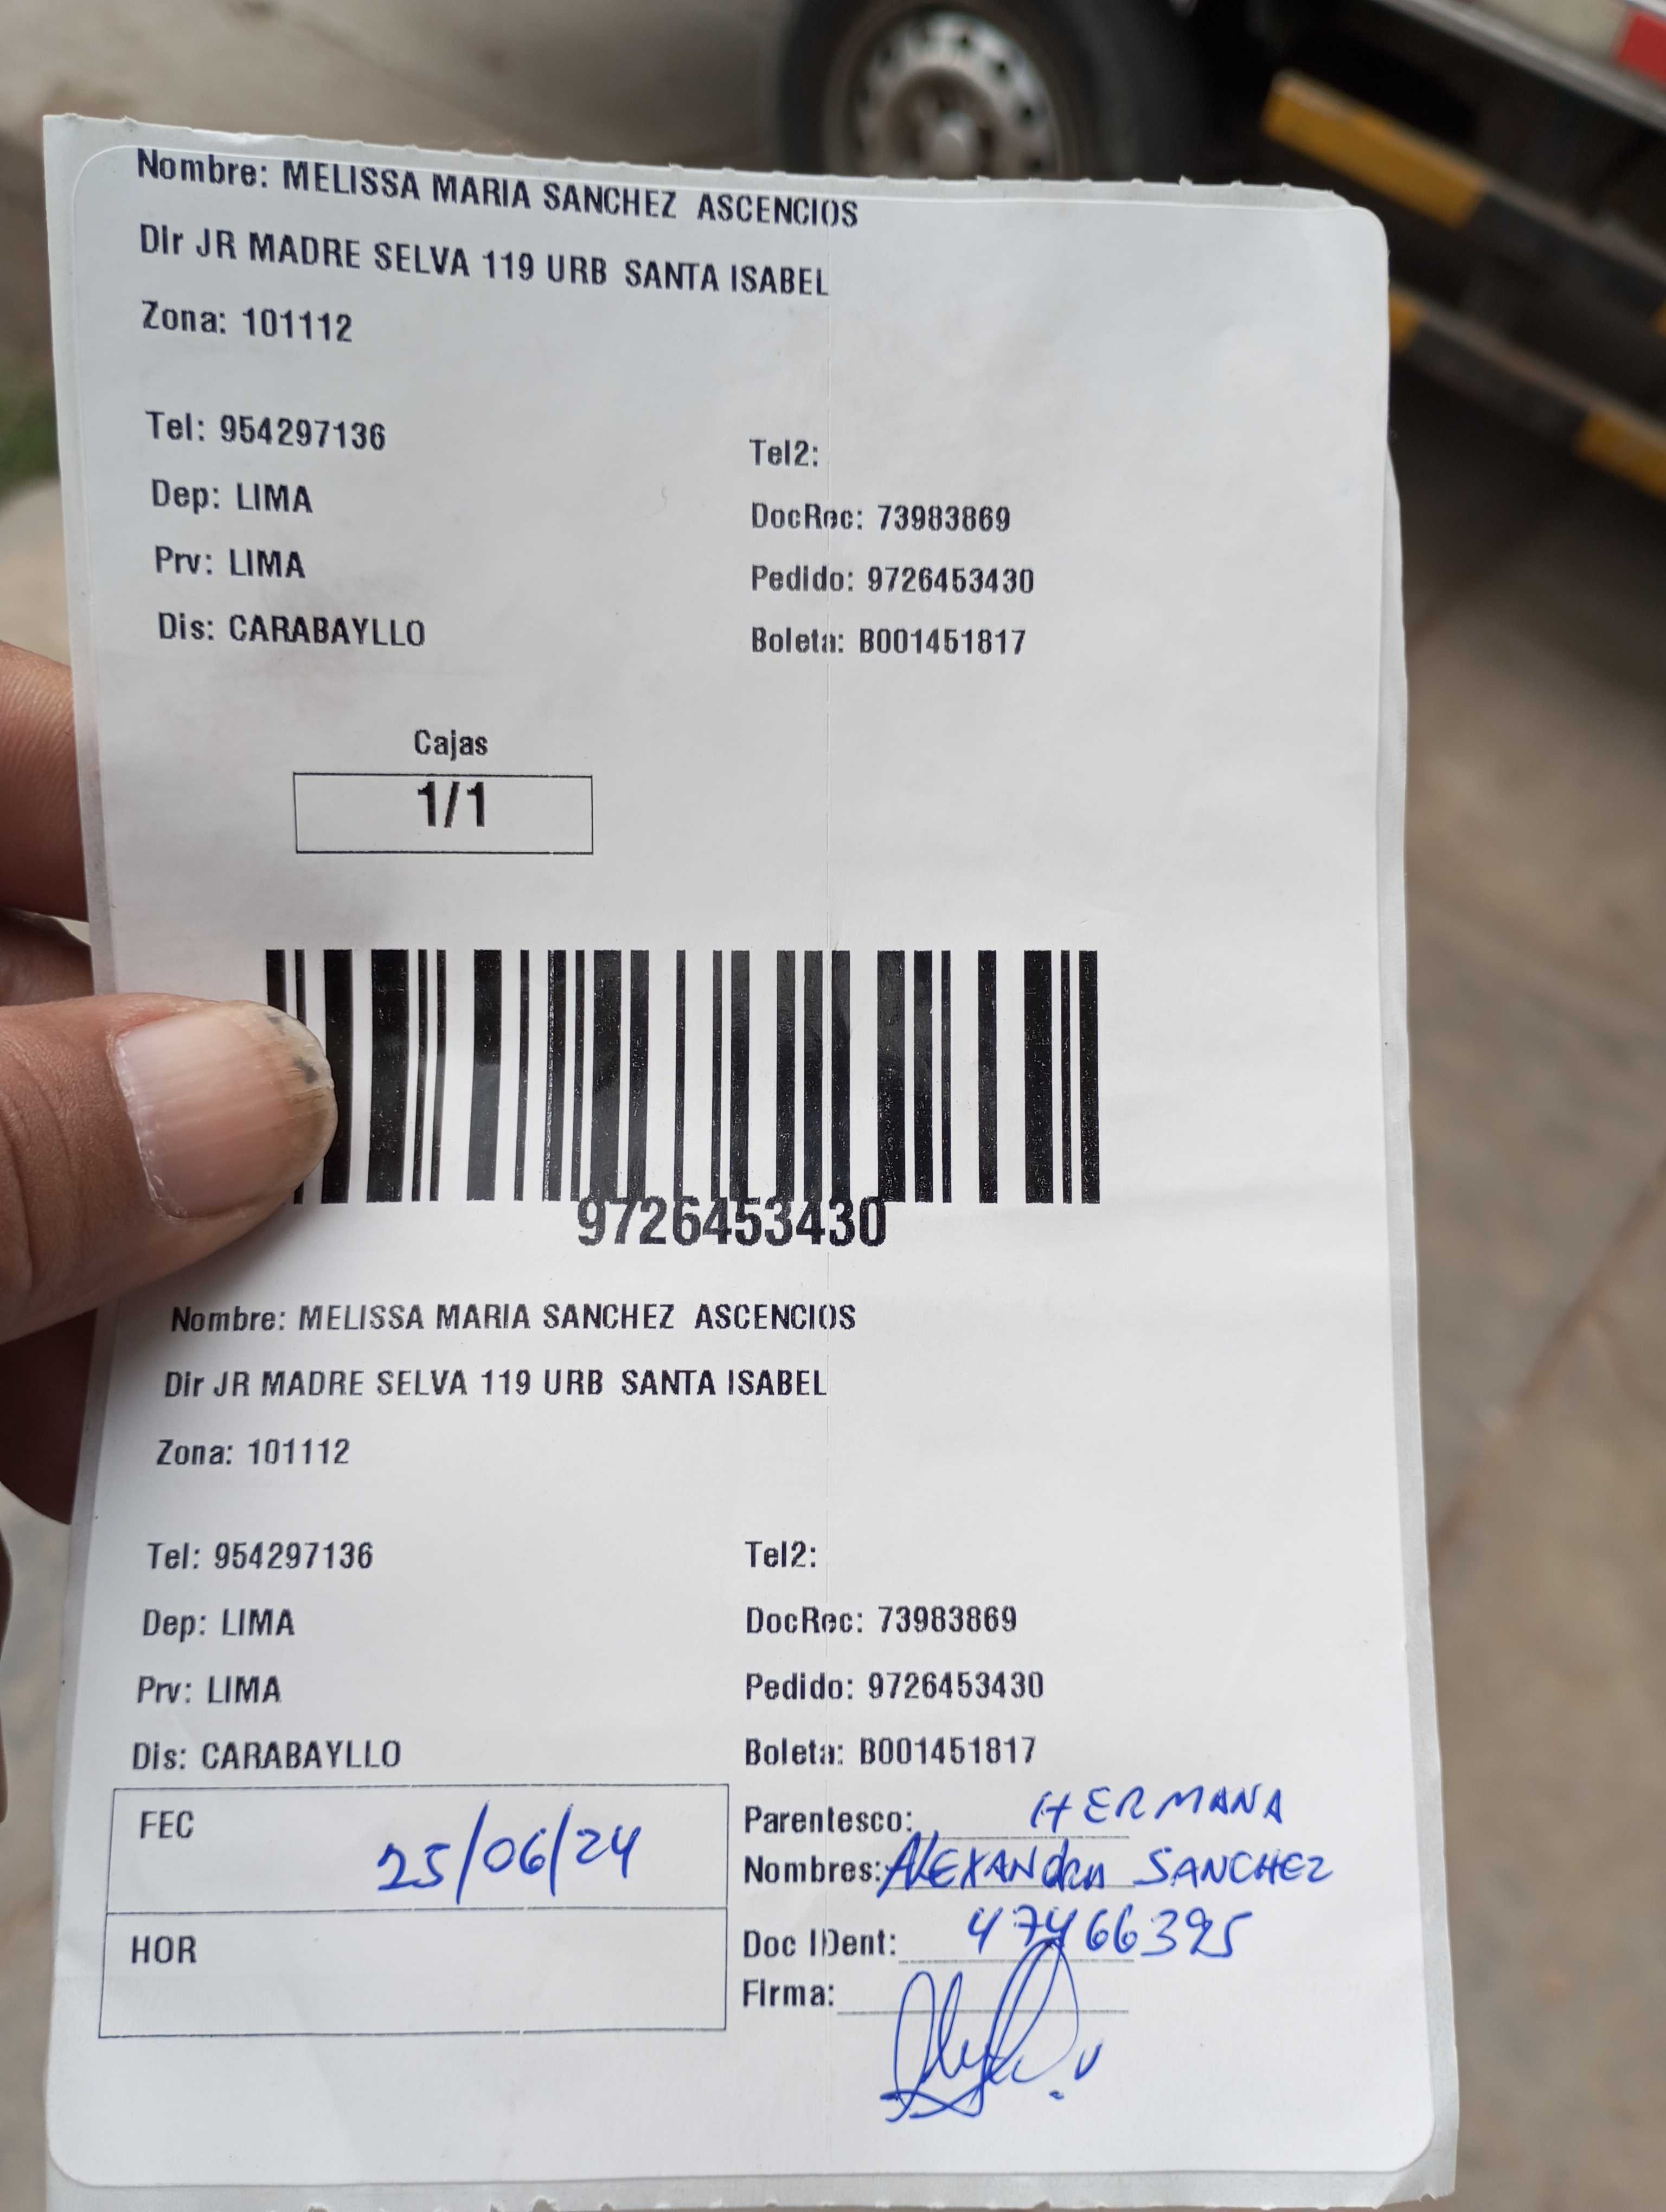 Nombre: MELISSA MARIA SANCHEZ ASCENCIOS
Dir JR MADRE SELVA 119 URB SANTA ISABEL
Zona: 101112
Tel: 954297136
Tel2:
Dep: LIMA
DocRec: 73983869
Prv: LIMA
Pedido: 9726453430
Dis: CARABAYLLO
Boleta: B001451817
Cajas
1/1
9726453430
Nombre: MELISSA MARIA SANCHEZ ASCENCIOS
Dir JR MADRE SELVA 119 URB SANTA ISABEL
Zona: 101112
Tel: 954297136
Tel2:
Dep: LIMA
DocRec: 73983869
Prv: LIMA
Pedido: 9726453430
Dis: CARABAYLLO
Boleta: B001451817
FEC 25/06/24
Parentesco: HERMANA
Nombres: ALEXANdRA SANCHEZ
HOR
Doc IDent: 47466395
Firma: